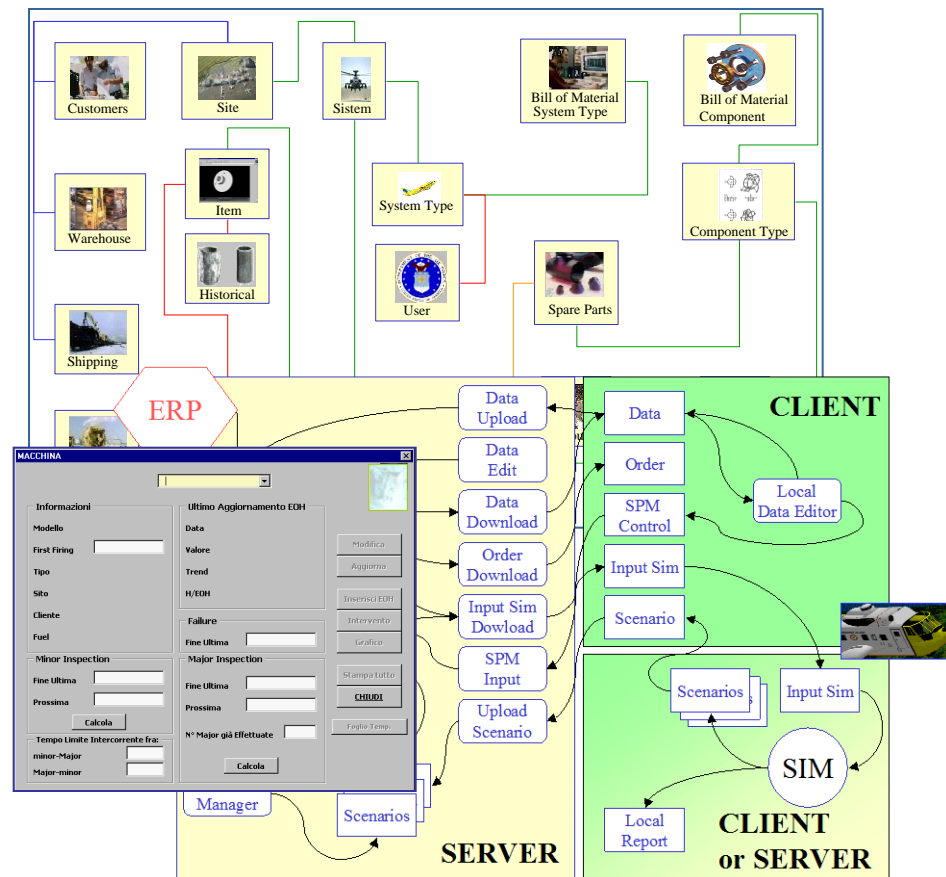 Customers
Site
Sistem
Bill of Material
System Type
Bill of Material
Component
Warehouse
Item
System Type
Component Type
Historical
User
Spare Parts
Shipping
ERP
Data
Upload
Data
Edit
Data
Download
Order
Download
Input Sim
Dowload
SPM
Input
Upload
Scenario
Manager
Scenarios
SERVER
CLIENT
Data
Order
SPM
Control
Input Sim
Scenario
Local
Data Editor
Scenarios
Input Sim
SIM
Local
Report
CLIENT
or SERVER
MACCHINA
Informazioni
Modello
First Firing
Tipo
Sito
Cliente
Fuel
Minor Inspection
Fine Ultima
Prossima
Calcola
Tempo Limite Intercorrente fra:
minor-Major
Major-minor
Ultimo Aggiornamento EOH
Data
Valore
Trend
H/EOH
Failure
Fine Ultima
Major Inspection
Fine Ultima
Prossima
N° Major già Effettuate
Calcola
Modifica
Aggiorna
Inserisci EOH
Intervento
Grafico
Stampa tutto
CHIUDI
Foglio Temp.